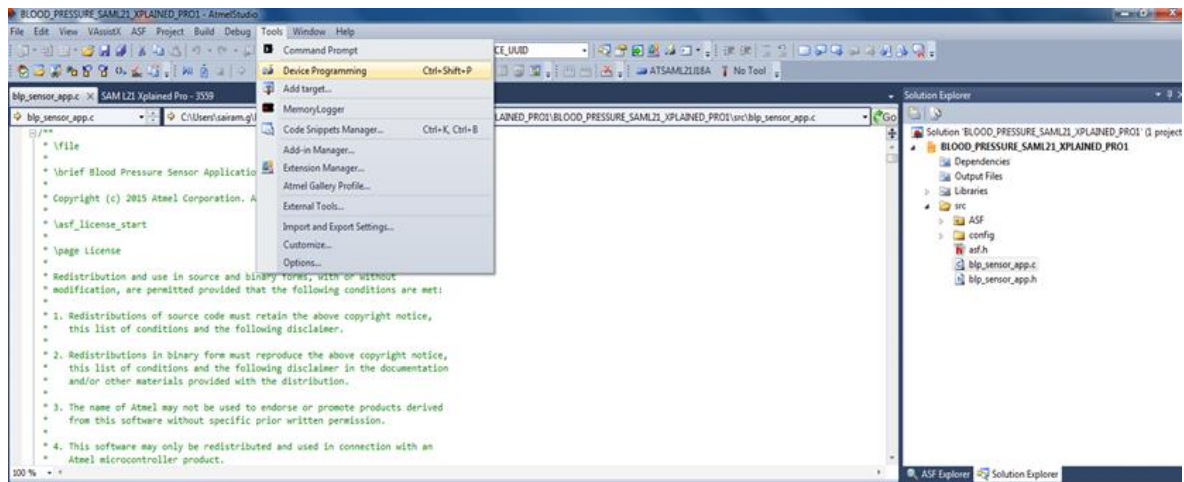 BLOOD_PRESSURE_SAML21_XPLAINED_PRO1 - AtmelStudio
File Edit View VAssistX ASF Project Build Debug Tools Window Help
Command Prompt
Device Programming Ctrl+Shift+P
Add target...
MemoryLogger
Code Snippets Manager... Ctrl+K, Ctrl+B
Add-in Manager...
Extension Manager...
Atmel Gallery Profile...
External Tools...
Import and Export Settings...
Customize...
Options...
CE_UUID
ATSAML21J18A No Tool
blp_sensor_app.c SAM L21 Xplained Pro - 3559
blp_sensor_app.c C:\Users\sairam.g\ LAINED_PRO1\BLOOD_PRESSURE_SAML21_XPLAINED_PRO1\src\blp_sensor_app.c Go
/**
* \file
*
* \brief Blood Pressure Sensor Applicatio
*
* Copyright (c) 2015 Atmel Corporation. A
*
* \asf_license_start
*
* \page License
*
* Redistribution and use in source and binary forms, with or without
* modification, are permitted provided that the following conditions are met:
*
* 1. Redistributions of source code must retain the above copyright notice,
* this list of conditions and the following disclaimer.
*
* 2. Redistributions in binary form must reproduce the above copyright notice,
* this list of conditions and the following disclaimer in the documentation
* and/or other materials provided with the distribution.
*
* 3. The name of Atmel may not be used to endorse or promote products derived
* from this software without specific prior written permission.
*
* 4. This software may only be redistributed and used in connection with an
* Atmel microcontroller product.
100 %
Solution Explorer
Solution 'BLOOD_PRESSURE_SAML21_XPLAINED_PRO1' (1 project
BLOOD_PRESSURE_SAML21_XPLAINED_PRO1
Dependencies
Output Files
Libraries
src
ASF
config
asf.h
blp_sensor_app.c
blp_sensor_app.h
ASF Explorer Solution Explorer